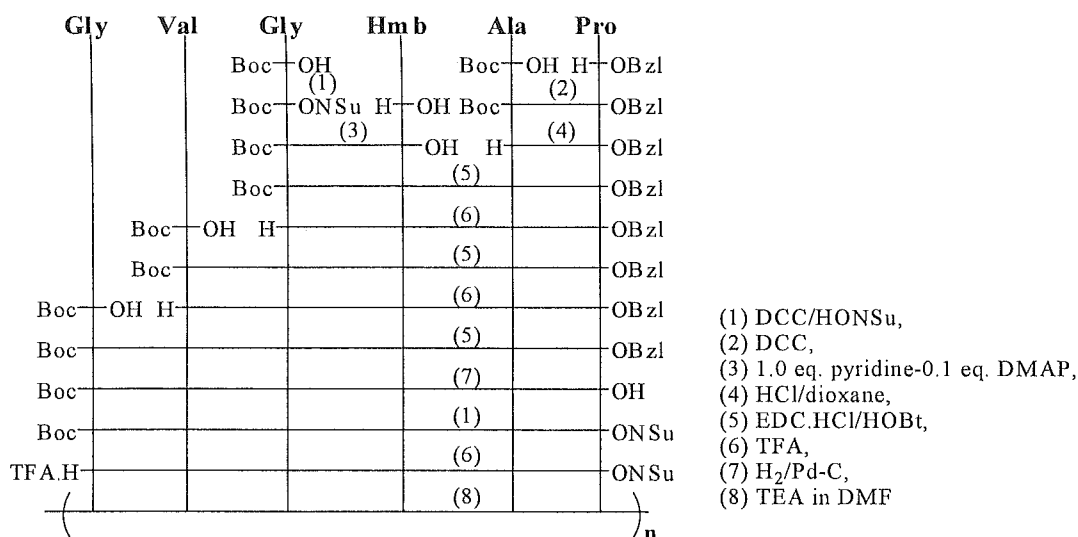 Gly Val Gly Hmb Ala Pro
Boc OH Boc OH H OBzl
(1) (2)
Boc ONSu H OH Boc OBzl
(3) (4)
Boc OH H OBzl
(5)
Boc OBzl
(6)
Boc OH H OBzl
(5)
Boc OBzl
(6)
Boc OH H OBzl
(5)
Boc OBzl
(7)
Boc OH
(1)
Boc ONSu
(6)
TFA.H ONSu
(8)
n
(1) DCC/HONSu,
(2) DCC,
(3) 1.0 eq. pyridine-0.1 eq. DMAP,
(4) HCl/dioxane,
(5) EDC.HCl/HOBt,
(6) TFA,
(7) H₂/Pd-C,
(8) TEA in DMF